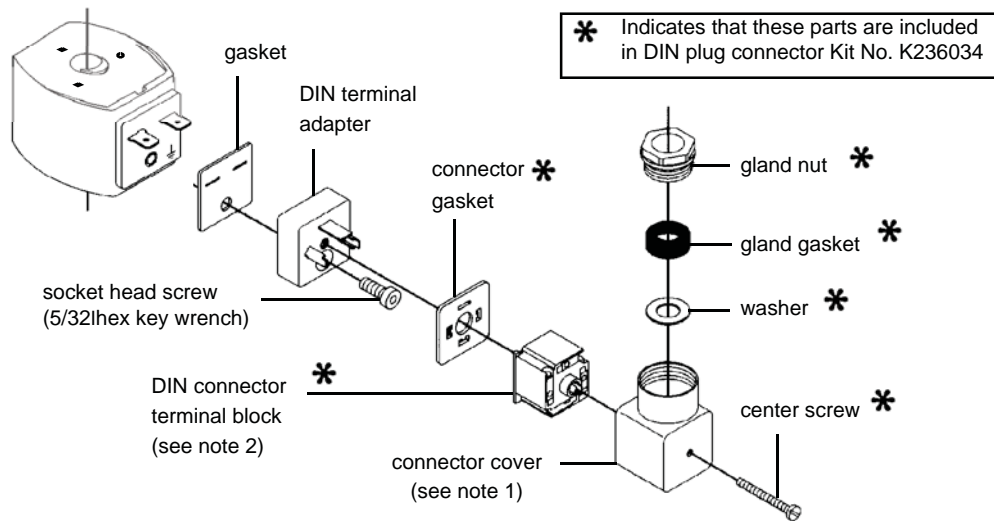 * Indicates that these parts are included
in DIN plug connector Kit No. K236034
gasket
DIN terminal
adapter
connector *
gasket
gland nut *
gland gasket *
washer *
socket head screw
(5/32lhex key wrench)
DIN connector *
terminal block
(see note 2)
center screw *
connector cover
(see note 1)